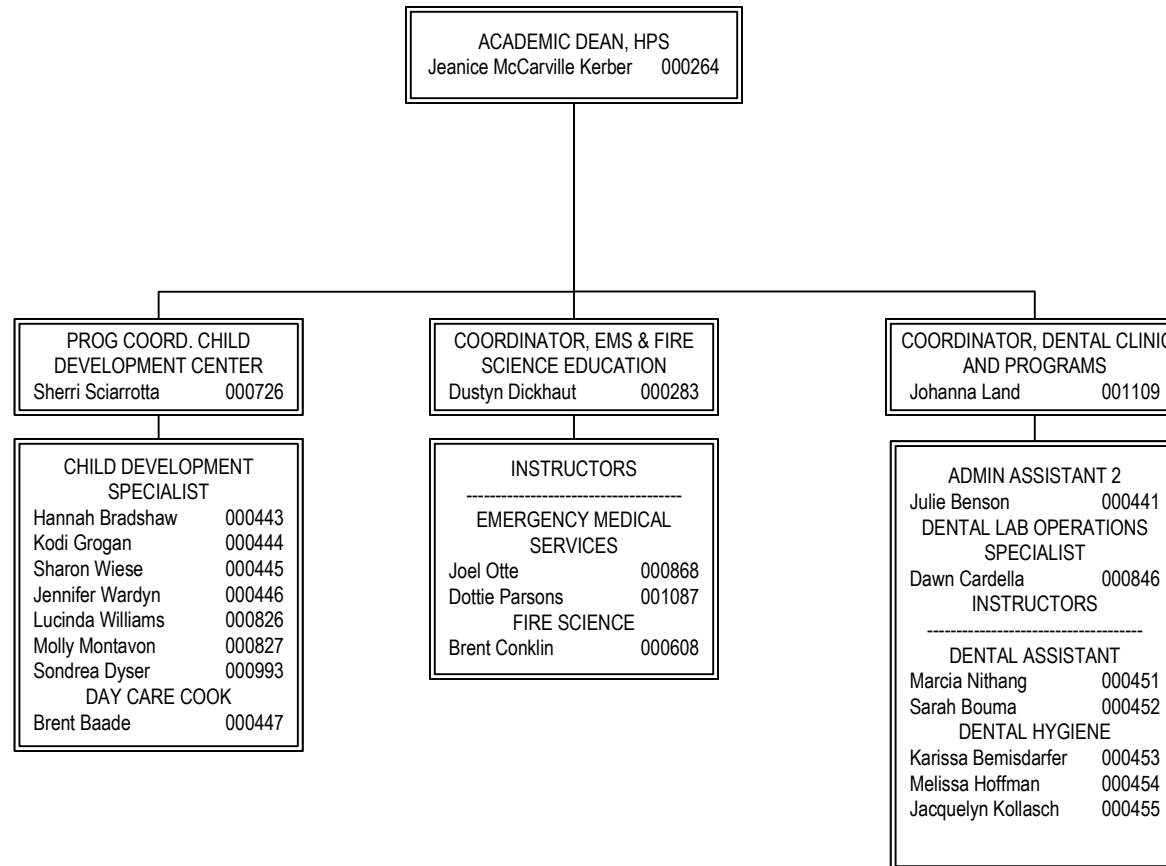 ACADEMIC DEAN, HPS
Jeanice McCarville Kerber 000264
PROG COORD. CHILD
DEVELOPMENT CENTER
Sherri Sciarrotta 000726
CHILD DEVELOPMENT
SPECIALIST
Hannah Bradshaw 000443
Kodi Grogan 000444
Sharon Wiese 000445
Jennifer Wardyn 000446
Lucinda Williams 000826
Molly Montavon 000827
Sondrea Dyser 000993
DAY CARE COOK
Brent Baade 000447
COORDINATOR, EMS & FIRE
SCIENCE EDUCATION
Dustyn Dickhaut 000283
INSTRUCTORS
-------------------------------------
EMERGENCY MEDICAL
SERVICES
Joel Otte 000868
Dottie Parsons 001087
FIRE SCIENCE
Brent Conklin 000608
COORDINATOR, DENTAL CLINIC
AND PROGRAMS
Johanna Land 001109
ADMIN ASSISTANT 2
Julie Benson 000441
DENTAL LAB OPERATIONS
SPECIALIST
Dawn Cardella 000846
INSTRUCTORS
-------------------------------------
DENTAL ASSISTANT
Marcia Nithang 000451
Sarah Bouma 000452
DENTAL HYGIENE
Karissa Bemisdarfer 000453
Melissa Hoffman 000454
Jacquelyn Kollasch 000455